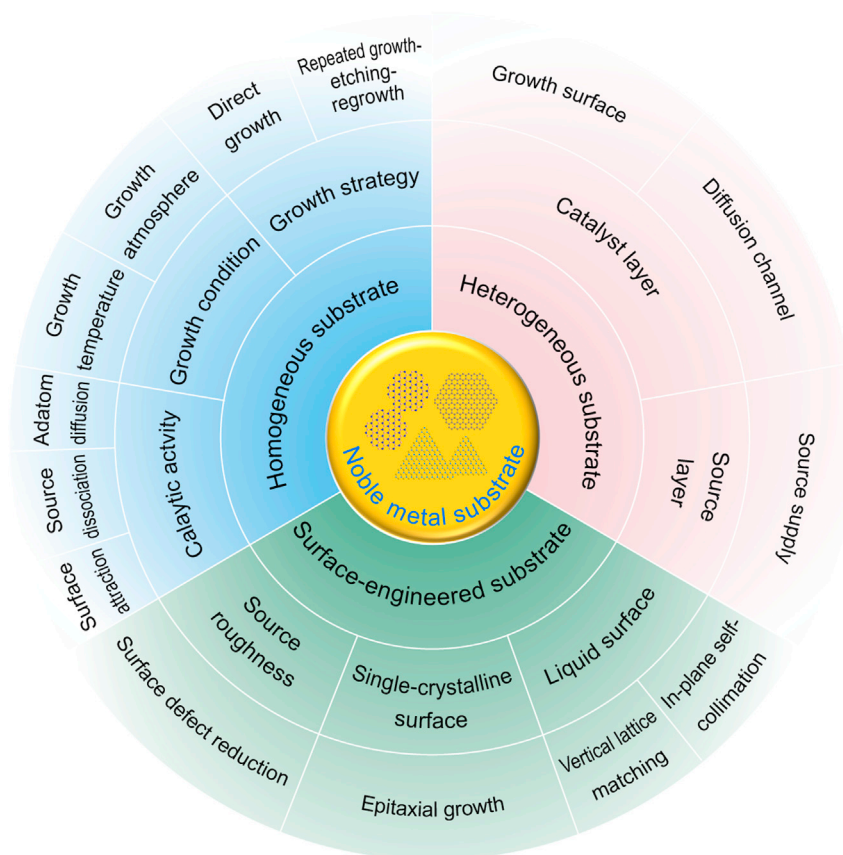 Noble metal substrate
Homogeneous substrate
Growth strategy
Repeated growth-
etching-
regrowth
Direct
growth
Growth condition
Growth
atmosphere
Growth
temperature
Calaytic actvity
Adatom
diffusion
Source
dissociation
Surface
attraction
Heterogeneous substrate
Catalyst layer
Growth surface
Diffusion channel
Source
layer
Source supply
Surface-engineered substrate
Source
roughness
Surface defect reduction
Single-crystalline
surface
Epitaxial growth
Liquid surface
Vertical lattice
matching
In-plane self-
collimation